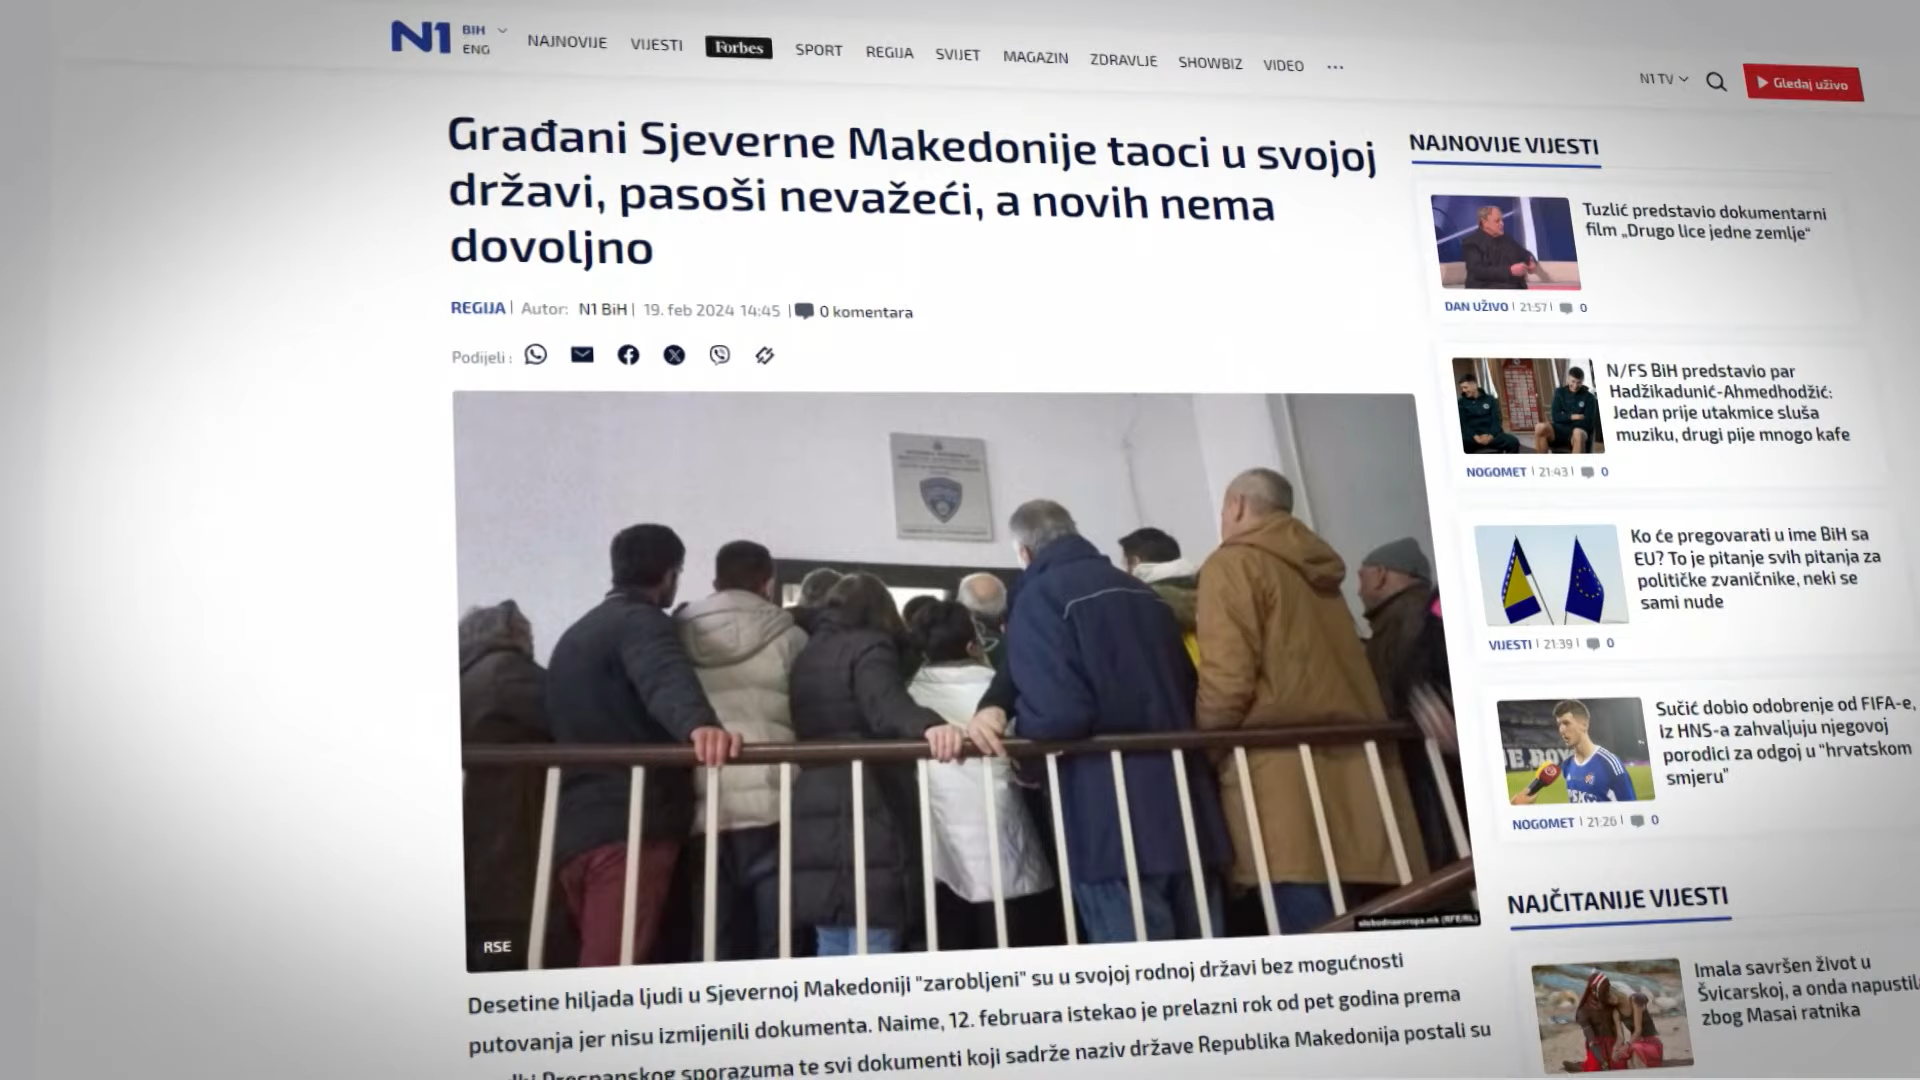 N1
BIH
ENG
NAJNOVIJE
VIJESTI
Forbes
SPORT
REGIJA
SVIJET
MAGAZIN
ZDRAVLJE
SHOWBIZ
VIDEO
N1 TV
Gledaj uživo
Građani Sjeverne Makedonije taoci u svojoj
državi, pasoši nevažeći, a novih nema
dovoljno
REGIJA | Autor: N1 BiH | 19. feb 2024 14:45 | 0 komentara
Podijeli :
RSE
slobodnaevropa.mk (RFE/RL)
Desetine hiljada ljudi u Sjevernoj Makedoniji "zarobljeni" su u svojoj rodnoj državi bez mogućnosti
putovanja jer nisu izmijenili dokumenta. Naime, 12. februara istekao je prelazni rok od pet godina prema
Prespanskog sporazuma te svi dokumenti koji sadrže naziv države Republika Makedonija postali su
NAJNOVIJE VIJESTI
Tuzlić predstavio dokumentarni
film „Drugo lice jedne zemlje“
DAN UŽIVO | 21:57 | 0
N/FS BiH predstavio par
Hadžikadunić-Ahmedhodžić:
Jedan prije utakmice sluša
muziku, drugi pije mnogo kafe
NOGOMET | 21:43 | 0
Ko će pregovarati u ime BiH sa
EU? To je pitanje svih pitanja za
političke zvaničnike, neki se
sami nude
VIJESTI | 21:39 | 0
Sučić dobio odobrenje od FIFA-e,
iz HNS-a zahvaljuju njegovoj
porodici za odgoj u “hrvatskom
smjeru”
NOGOMET | 21:26 | 0
NAJČITANIJE VIJESTI
Imala savršen život u
Švicarskoj, a onda napustila
zbog Masai ratnika